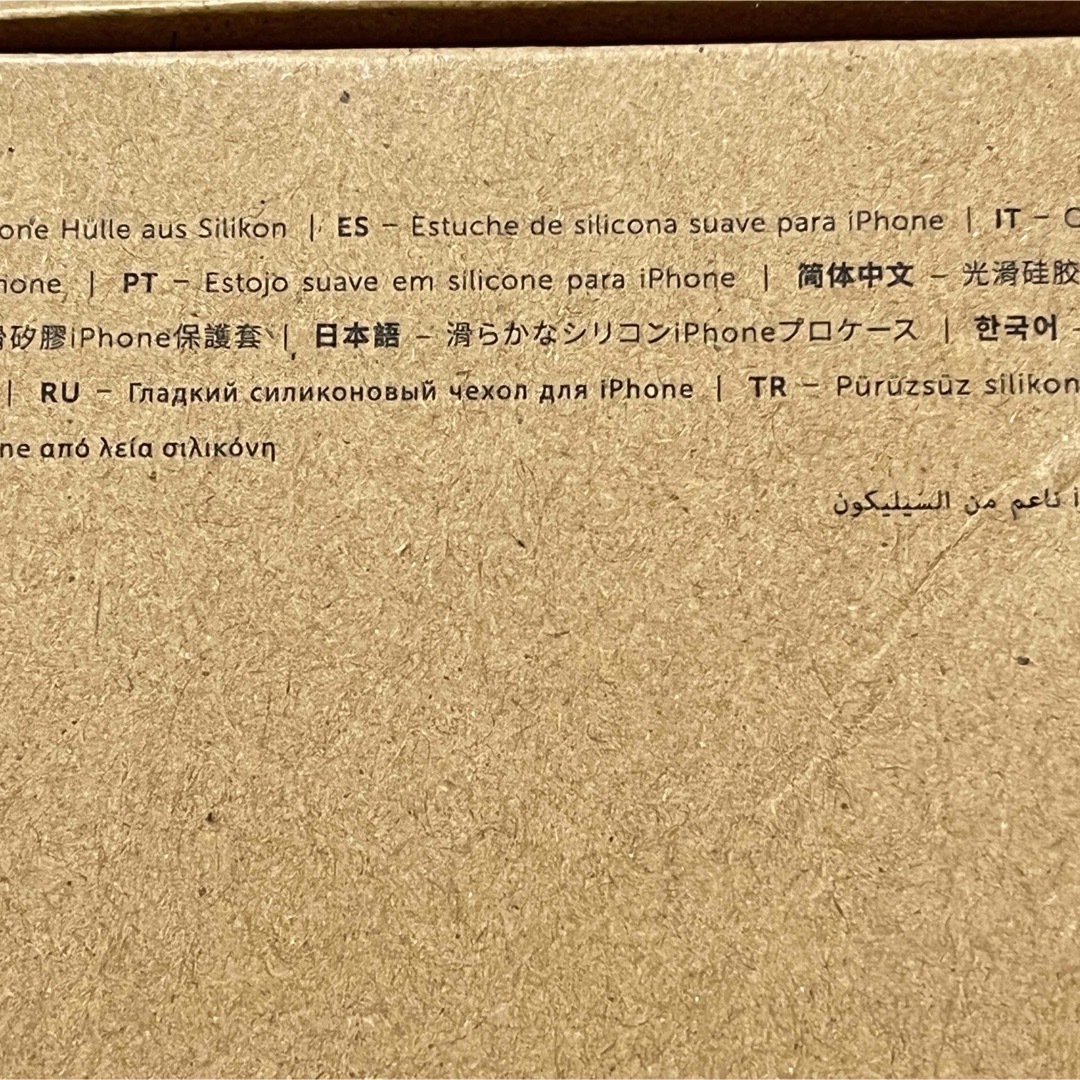 one Hülle aus Silikon | ES – Estuche de silicona suave para iPhone | IT –
hone | PT – Estojo suave em silicone para iPhone | 简体中文 – 光滑硅胶
滑矽膠iPhone保護套 | 日本語 – 滑らかなシリコンiPhoneプロケース | 한국어 –
| RU – Гладкий силиконовый чехол для iPhone | TR – Pürüzsüz silikon
ne από λεία σιλικόνη
ناعم من السيليكون